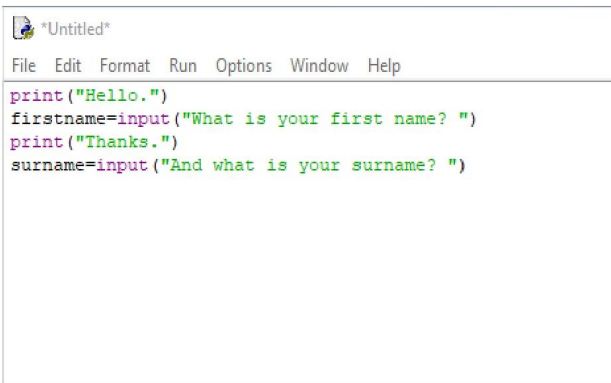 *Untitled*
File Edit Format Run Options Window Help
print("Hello.")
firstname=input("What is your first name? ")
print("Thanks.")
surname=input("And what is your surname? ")